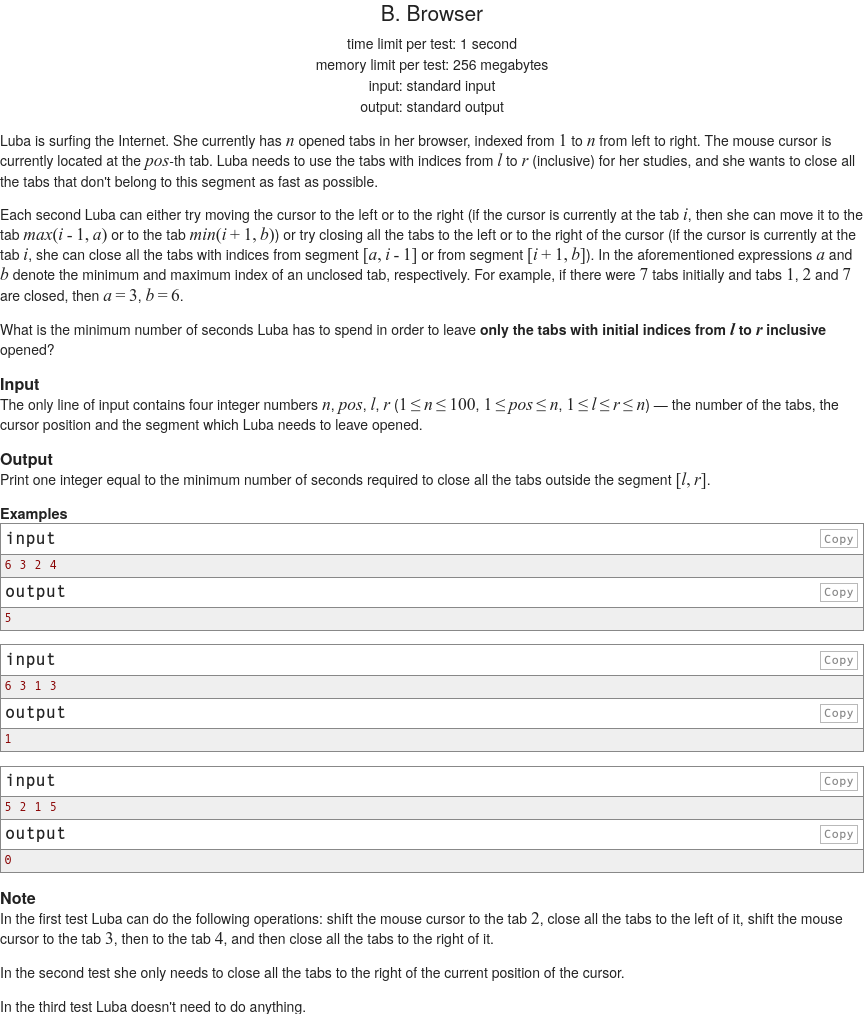 B. Browser
time limit per test: 1 second
memory limit per test: 256 megabytes
input: standard input
output: standard output
Luba is surfing the Internet. She currently has n opened tabs in her browser, indexed from 1 to n from left to right. The mouse cursor is
currently located at the pos-th tab. Luba needs to use the tabs with indices from l to r (inclusive) for her studies, and she wants to close all
the tabs that don't belong to this segment as fast as possible.
Each second Luba can either try moving the cursor to the left or to the right (if the cursor is currently at the tab i, then she can move it to the
tab max(i - 1, a) or to the tab min(i + 1, b)) or try closing all the tabs to the left or to the right of the cursor (if the cursor is currently at the
tab i, she can close all the tabs with indices from segment [a, i - 1] or from segment [i + 1, b]). In the aforementioned expressions a and
b denote the minimum and maximum index of an unclosed tab, respectively. For example, if there were 7 tabs initially and tabs 1, 2 and 7
are closed, then a = 3, b = 6.
What is the minimum number of seconds Luba has to spend in order to leave only the tabs with initial indices from l to r inclusive
opened?
Input
The only line of input contains four integer numbers n, pos, l, r (1 ≤ n ≤ 100, 1 ≤ pos ≤ n, 1 ≤ l ≤ r ≤ n) — the number of the tabs, the
cursor position and the segment which Luba needs to leave opened.
Output
Print one integer equal to the minimum number of seconds required to close all the tabs outside the segment [l, r].
Examples
input Copy
6 3 2 4
output Copy
5
input Copy
6 3 1 3
output Copy
1
input Copy
5 2 1 5
output Copy
0
Note
In the first test Luba can do the following operations: shift the mouse cursor to the tab 2, close all the tabs to the left of it, shift the mouse
cursor to the tab 3, then to the tab 4, and then close all the tabs to the right of it.
In the second test she only needs to close all the tabs to the right of the current position of the cursor.
In the third test Luba doesn't need to do anything.